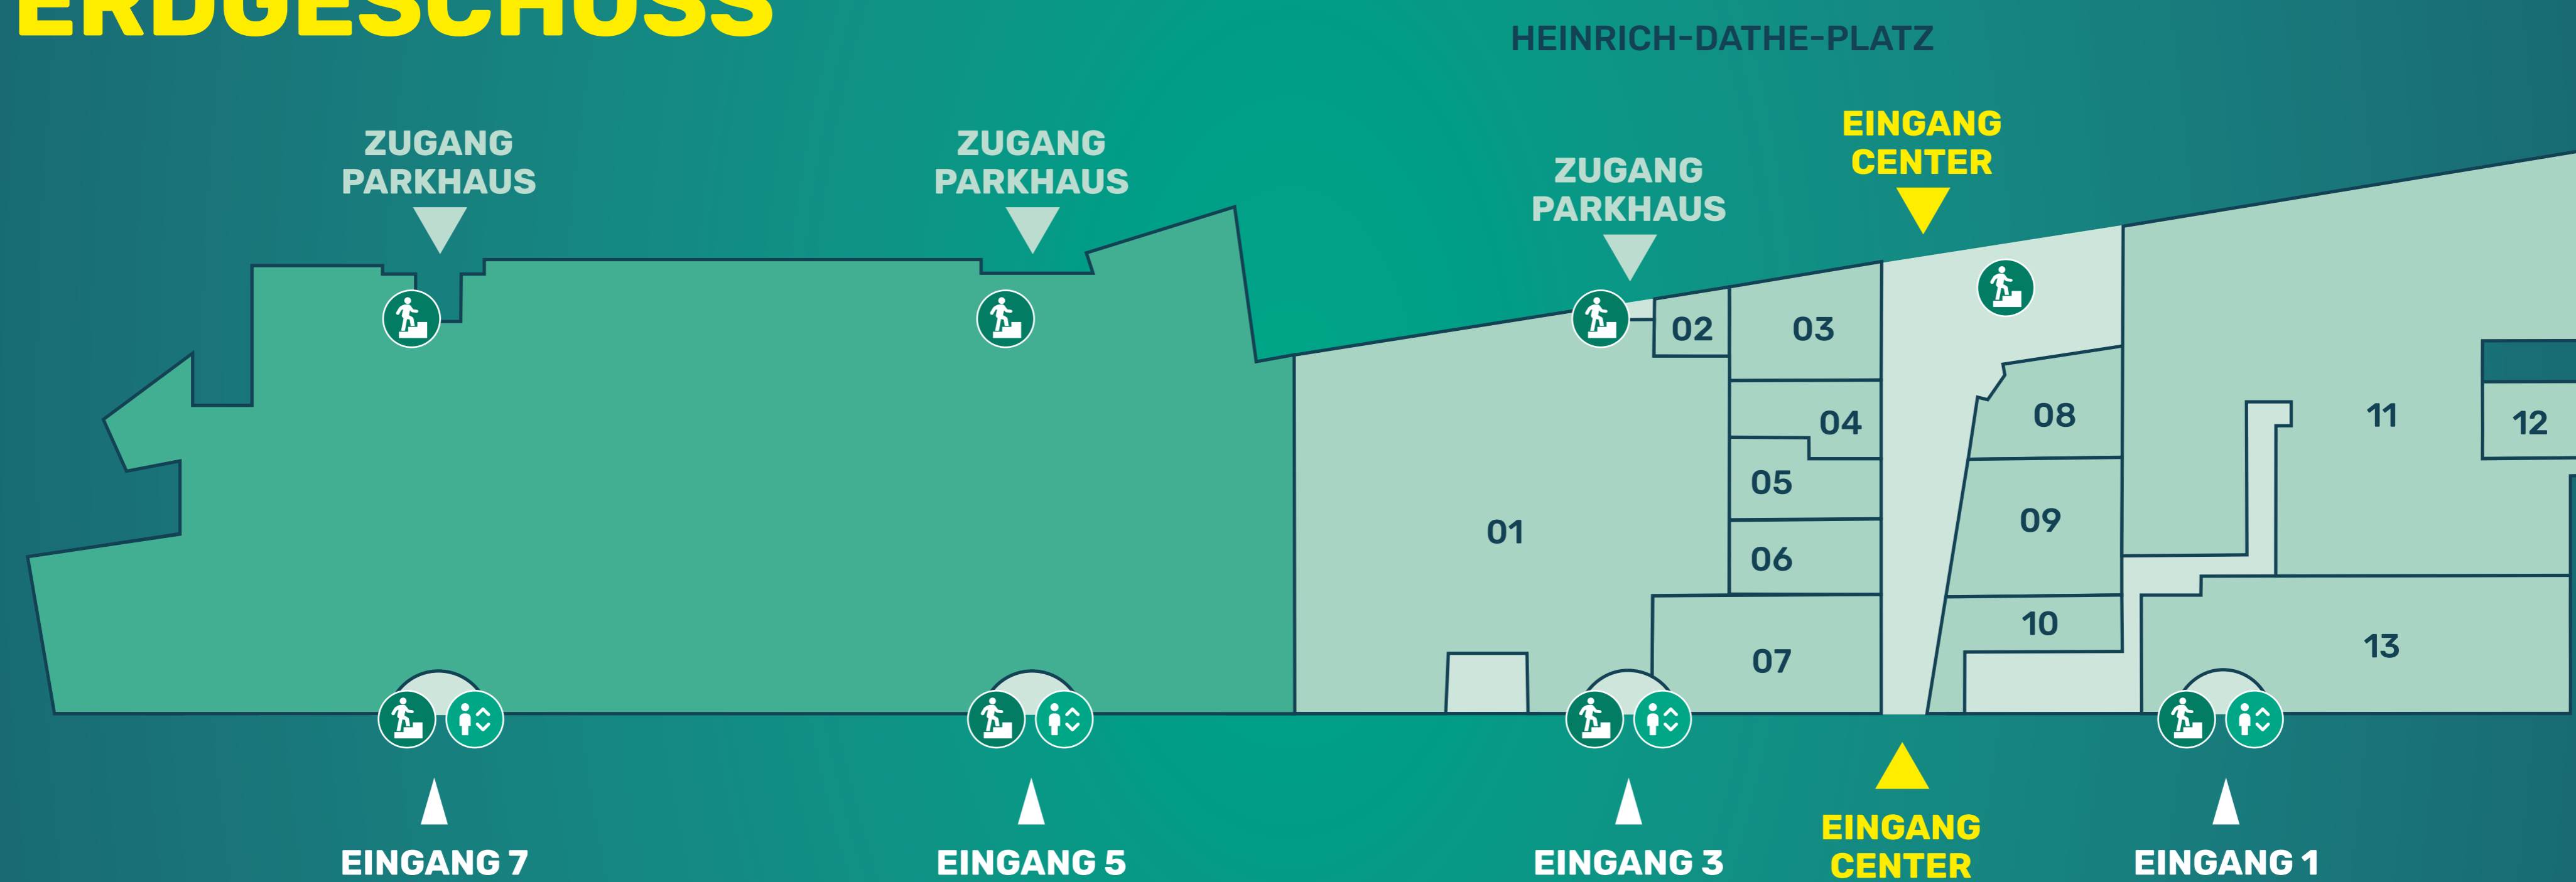 ERDGESCHOSS
HEINRICH-DATHE-PLATZ
ZUGANG
PARKHAUS
ZUGANG
PARKHAUS
ZUGANG
PARKHAUS
EINGANG
CENTER
02
03
04
05
06
07
01
08
09
10
11
12
13
EINGANG 7
EINGANG 5
EINGANG 3
EINGANG
CENTER
EINGANG 1